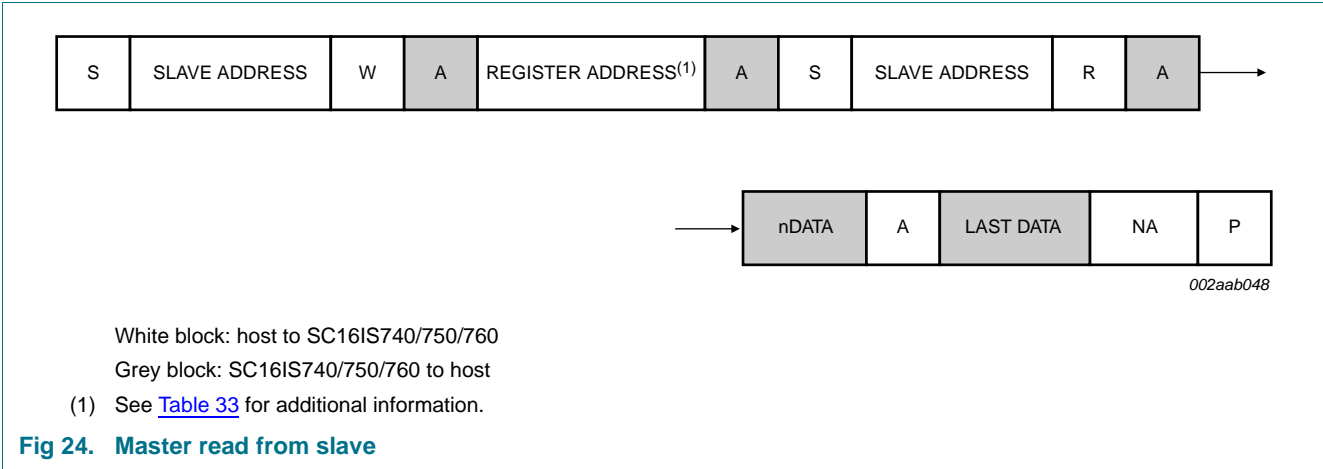 S SLAVE ADDRESS W A REGISTER ADDRESS(1) A S SLAVE ADDRESS R A
nDATA A LAST DATA NA P
002aab048
White block: host to SC16IS740/750/760
Grey block: SC16IS740/750/760 to host
(1) See Table 33 for additional information.
Fig 24. Master read from slave